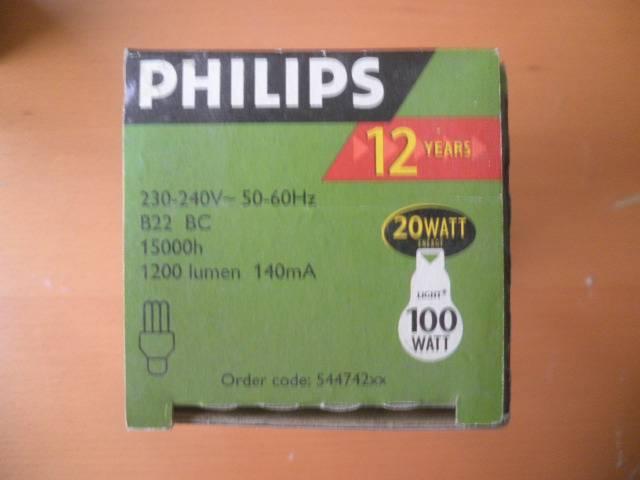 PHILIPS
12 YEARS
230-240V~ 50-60Hz
B22 BC
15000h
1200 lumen 140mA
20WATT
ENERGY
LIGHT*
100
WATT
Order code: 544742xx